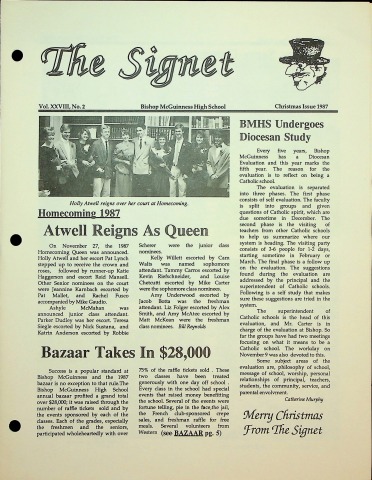 The Signet
Vol. XXVIII, No. 2
Bishop McGuinness High School
Christmas Issue 1987
Holly Atwell reigns over her court at Homecoming.
Homecoming 1987
Atwell Reigns As Queen
On November 27, the 1987
Homecoming Queen was announced.
Holly Atwell and her escort Pat Lynch
stepped up to receive the crown and
roses, followed by runner-up Katie
Haggerson and escort Reid Mansell.
Other Senior nominees on the court
were Jeannine Karnbach escorted by
Pat Mallet, and Rachel Fusco
accompanied by Mike Gaudio.
Ashyln McMahan was
announced junior attendant.
Parker Dudley was her escort. Teresa
Siegle escorted by Nick Sustana, and
Katrin Anderson escorted by Robbie
Scherer were the junior class
nominees.
Kelly Willett escorted by Cam
Walts was named sophomore
attendant. Tammy Carros escorted by
Kevin Riefschneider, and Louise
Chetcutti escorted by Mike Carter
were the sophomore class nominees.
Amy Underwood escorted by
Jacob Betta was the freshman
attendant. Liz Folger escorted by Alex
Smith, and Amy McAtee escorted by
Matt McKown were the freshman
class nominees. Bill Reynolds
Bazaar Takes In $28,000
Success is a popular standard at
Bishop McGuinness and the 1987
bazaar is no exception to that rule. The
Bishop McGuinness High School
annual bazaar profited a grand total
over $28,000; it was raised through the
number of raffle tickets sold and by
the events sponsored by each of the
classes. Each of the grades, especially
the freshmen and the seniors,
participated wholeheartedly with over
75% of the raffle tickets sold. These
two classes have been treated
generously with one day off school.
Every class in the school had special
events that raised money benefitting
the school. Several of the events were
fortune telling, pie in the face, the jail,
the French club-sponsored crepe
sales, and freshman raffle for free
meals. Several volunteers from
Western (see BAZAAR pg. 5)
BMHS Undergoes
Diocesan Study
Every five years, Bishop
McGuinness has a Diocesan
Evaluation and this year marks the
fifth year. The reason for the
evaluation is to reflect on being a
Catholic school.
The evaluation is separated
into three phases. The first phase
consists of self evaluation. The faculty
is split into groups and given
questions of Catholic spirit, which are
due sometime in December. The
second phase is the visiting of
teachers from other Catholic schools
to help us summarize where our
system is heading. The visiting party
consists of 3-6 people for 1-2 days,
starting sometime in February or
March. The final phase is a follow up
on the evaluation. The suggestions
found during the evaluation are
addressed by the principal and the
superintendent of Catholic schools.
Following is a self study that makes
sure these suggestions are tried in the
system.
The superintendent of
Catholic schools is the head of this
evaluation, and Mr. Carter is in
charge of the evaluation at Bishop. So
far the groups have had two meetings
focusing on what it means to be
Catholic school. The workday on
November 9 was also devoted to this.
Some subject areas of the
evaluation are, philosophy of school,
message of school, worship, personal
relationships of principal, teachers,
students, the community, service, and
parental involvment.
Catherine Murphy
Merry Christmas
From The Signet